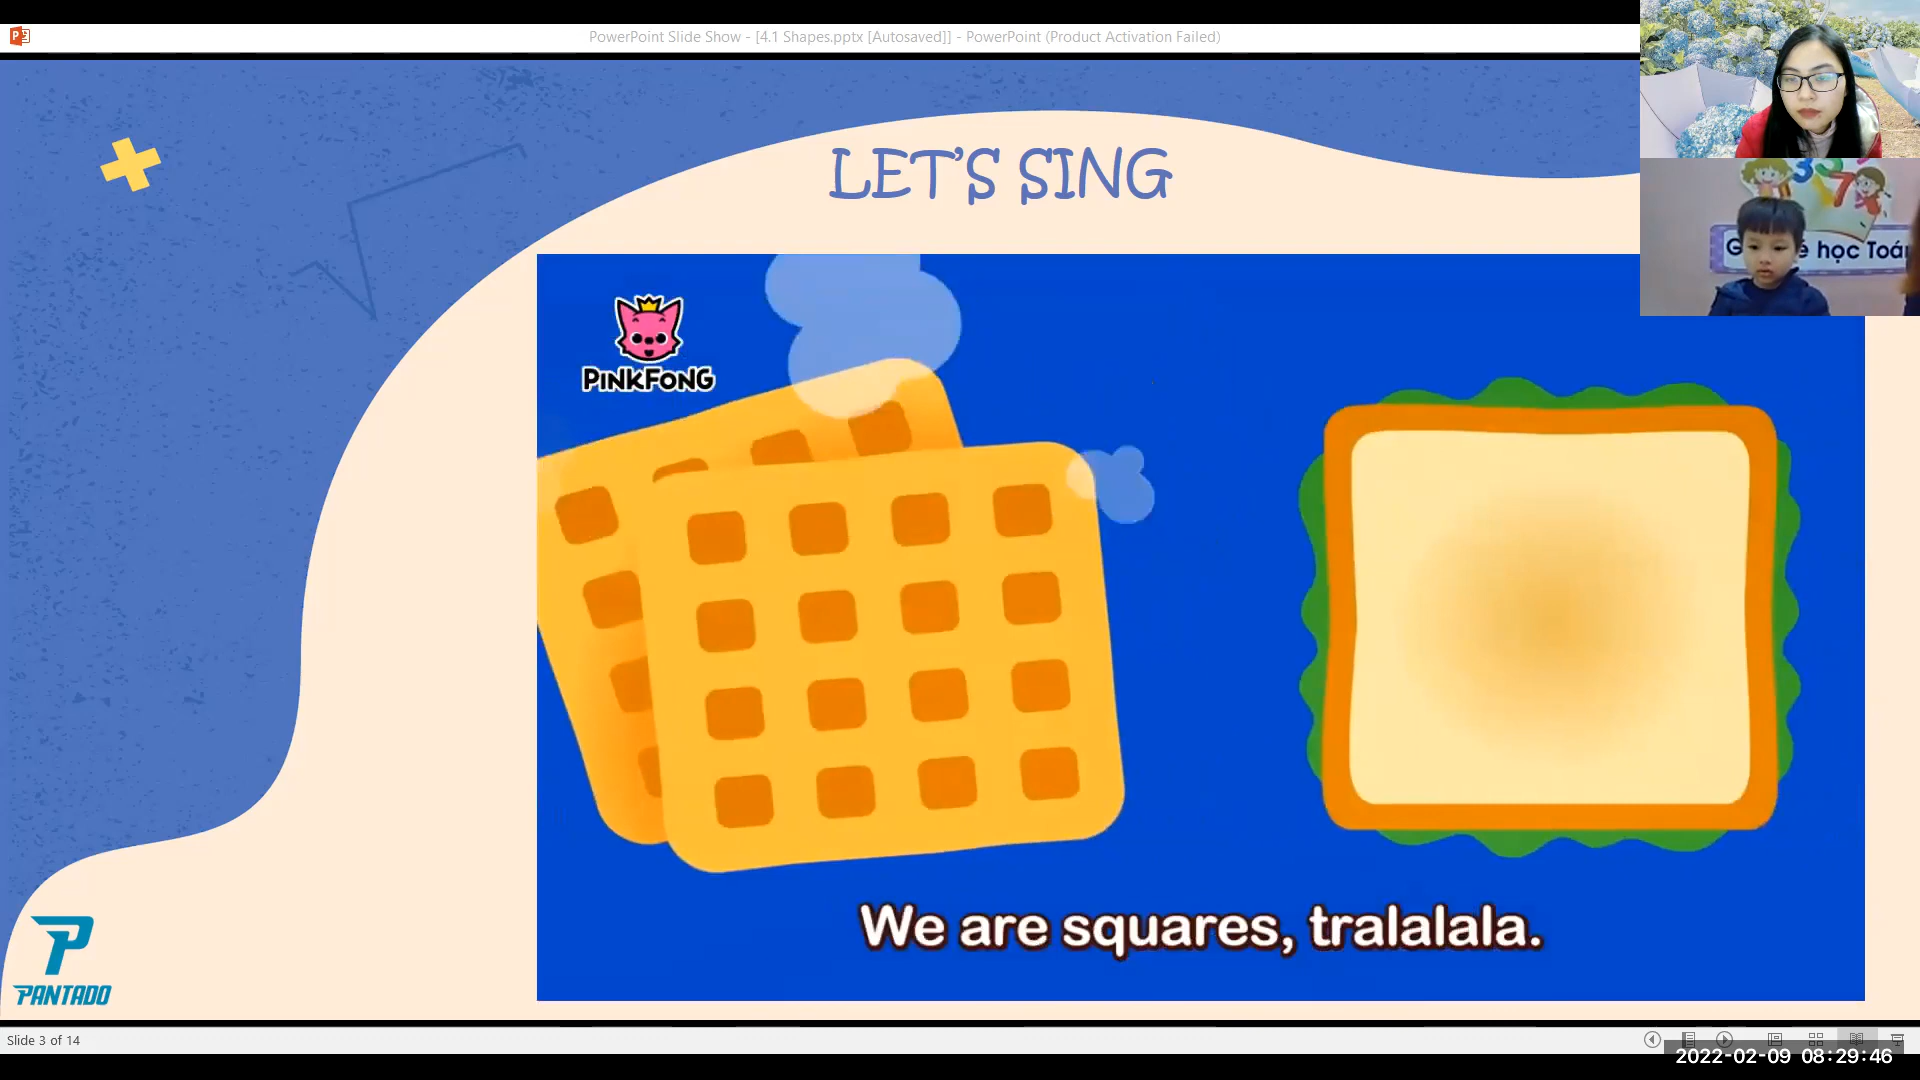 PowerPoint Slide Show - [4.1 Shapes.pptx [Autosaved]] - PowerPoint (Product Activation Failed)
LET'S SING
học Toán
PINKFONG
We are squares, tralalala.
PANTADO
Slide 3 of 14
2022-02-09 08:29:46